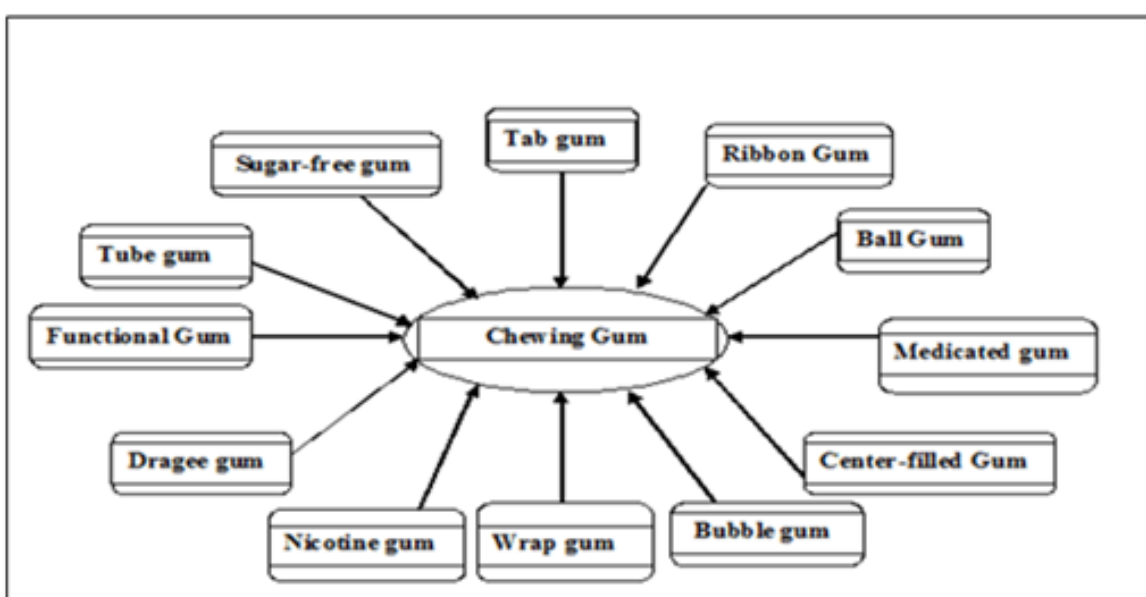 Tab gum
Ribbon Gum
Sugar-free gum
Ball Gum
Tube gum
Functional Gum
Chewing Gum
Medicated gum
Dragee gum
Center-filled Gum
Nicotine gum
Wrap gum
Bubble gum